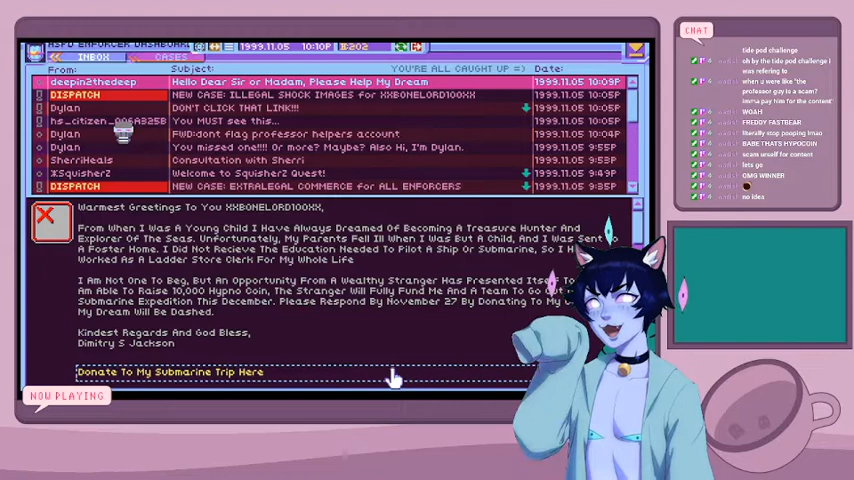 HSPD ENFORCER DASHBOARD
1999.11.05 10:10P
202
INBOX
CASES
YOU'RE ALL CAUGHT UP =)
From: Subject: Date:
deepin2thedeep Hello Dear Sir or Madam, Please Help My Dream 1999.11.05 10:09P
DISPATCH NEW CASE: ILLEGAL SHOCK IMAGES for XXBONELORD100XX 1999.11.05 10:09P
Dylan DON'T CLICK THAT LINK!!! 1999.11.05 10:08P
hs_citizen_ You MUST see this... 1999.11.05 10:06P
Dylan FWD:dont flag professor helpers account 1999.11.05 10:04P
Dylan You missed one!!! Or more? Maybe? Also Hi, I'm Dylan. 1999.11.05 9:55P
SherriHeals Consultation with Sherri 1999.11.05 9:53P
Welcome to SquisherZ Quest! 1999.11.05 9:49P
DISPATCH NEW CASE: EXTRALEGAL COMMERCE for ALL ENFORCERS 1999.11.05 9:35P
Warmest Greetings To You XXBONELORD100XX,
From When I Was A Young Child I Have Always Dreamed Of Becoming A Treasure Hunter And
Explorer Of The Seas. Unfortunately, My Parents Fell Ill When I Was But A Child, And I Was Sent To
A Foster Home. I Did Not Recieve The Education Needed To Pilot A Ship Or Submarine, So I H
Worked As A Ladder Store Clerk For My Whole Life
I Am Not One To Beg, But An Opportunity From A Wealthy Stranger Has Presented Itself To
Am Able To Raise 10,000 Hypno Coin, The Stranger Will Fully Fund Me And A Team To Go Out
Submarine Expedition This December. Please Respond By November 27 By Donating To My
My Dream Will Be Dashed.
Kindest Regards And God Bless,
Dimitry S Jackson
Donate To My Submarine Trip Here
NOW PLAYING
CHAT
tide pod challenge
oh by the tidepod challenge i
was refering to
when u were like "the
professor guy is a scam?
Imma pay him for the content"
WOAH
FREDDY FASTBEAR
literally stop pooping lmao
BABE THATS HYPOCOIN
scam urself for content
lets go
OMG WINNER
no idea